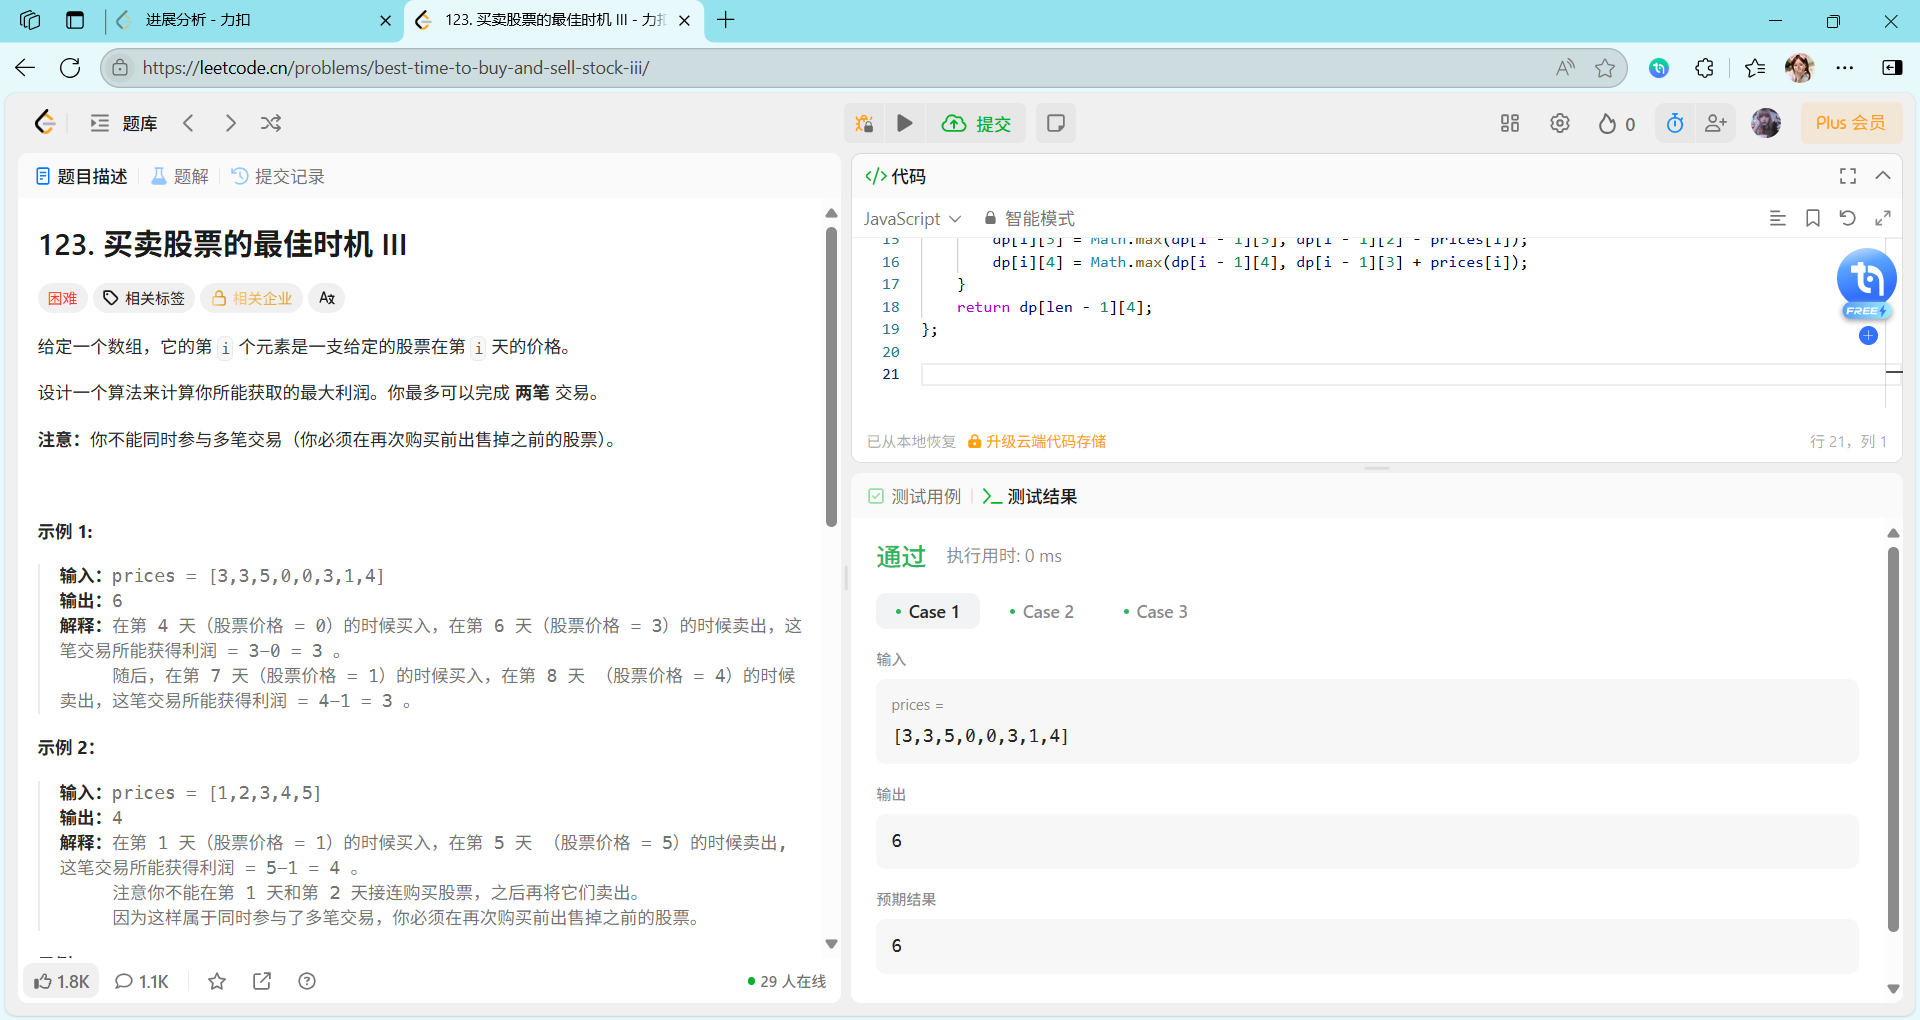 进展分析 - 力扣
123. 买卖股票的最佳时机 III - 力扣
https://leetcode.cn/problems/best-time-to-buy-and-sell-stock-iii/
题库
提交
0
Plus 会员
题目描述
题解
提交记录
123. 买卖股票的最佳时机 III
困难
相关标签
相关企业
给定一个数组，它的第 i 个元素是一支给定的股票在第 i 天的价格。
设计一个算法来计算你所能获取的最大利润。你最多可以完成 两笔 交易。
注意：你不能同时参与多笔交易（你必须在再次购买前出售掉之前的股票）。
示例 1:
输入：prices = [3,3,5,0,0,3,1,4]
输出：6
解释：在第 4 天（股票价格 = 0）的时候买入，在第 6 天（股票价格 = 3）的时候卖出，这
笔交易所能获得利润 = 3-0 = 3 。
随后，在第 7 天（股票价格 = 1）的时候买入，在第 8 天 （股票价格 = 4）的时候
卖出，这笔交易所能获得利润 = 4-1 = 3 。
示例 2：
输入：prices = [1,2,3,4,5]
输出：4
解释：在第 1 天（股票价格 = 1）的时候买入，在第 5 天 （股票价格 = 5）的时候卖出，
这笔交易所能获得利润 = 5-1 = 4 。
注意你不能在第 1 天和第 2 天接连购买股票，之后再将它们卖出。
因为这样属于同时参与了多笔交易，你必须在再次购买前出售掉之前的股票。
1.8K
1.1K
29 人在线
</> 代码
JavaScript
智能模式
15 dp[i][3] = Math.max(dp[i - 1][3], dp[i - 1][2] - prices[i]);
16 dp[i][4] = Math.max(dp[i - 1][4], dp[i - 1][3] + prices[i]);
17 }
18 return dp[len - 1][4];
19 };
20
21
FREE
已从本地恢复
升级云端代码存储
行 21，列 1
测试用例
测试结果
通过
执行用时: 0 ms
Case 1
Case 2
Case 3
输入
prices =
[3,3,5,0,0,3,1,4]
输出
6
预期结果
6